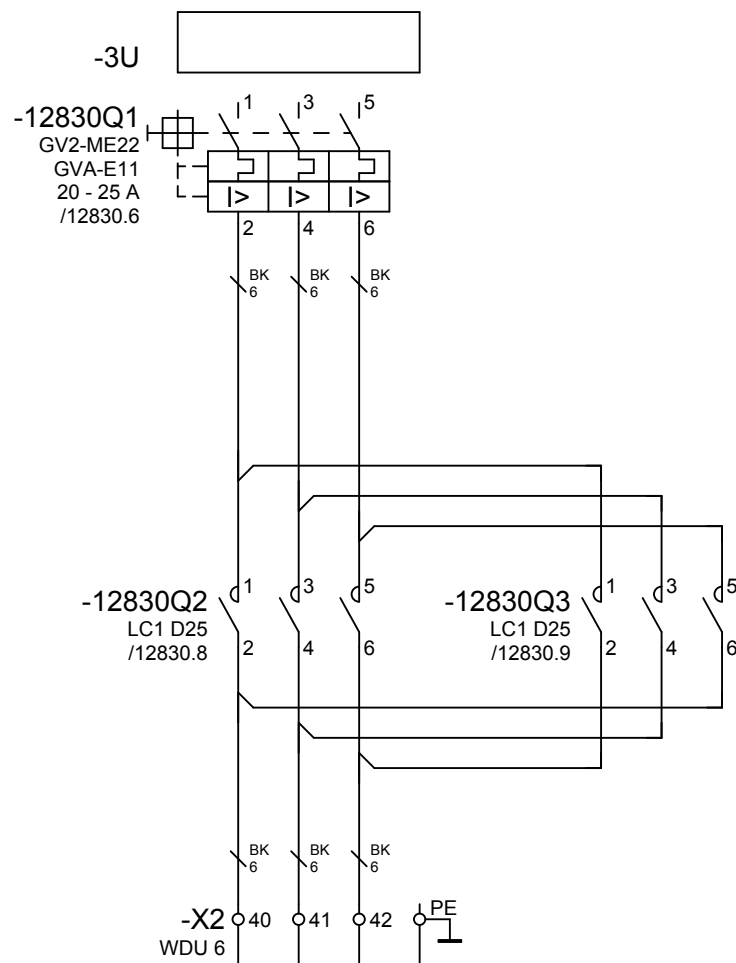 -3U
1 3 5
-12830Q1
GV2-ME22
GVA-E11
20 - 25 A
/12830.6
I> I> I>
2 4 6
BK BK BK
6 6 6
1 3 5 1 3 5
-12830Q2 -12830Q3
LC1 D25 LC1 D25
/12830.8 /12830.9
2 4 6 2 4 6
BK BK BK
6 6 6
PE
-X2 40 41 42
WDU 6